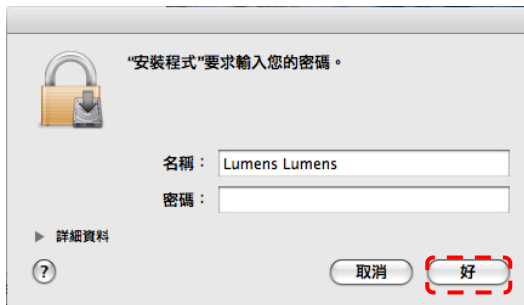 “安裝程式”要求輸入您的密碼。
名稱：
Lumens Lumens
密碼：
詳細資料
?
取消
好